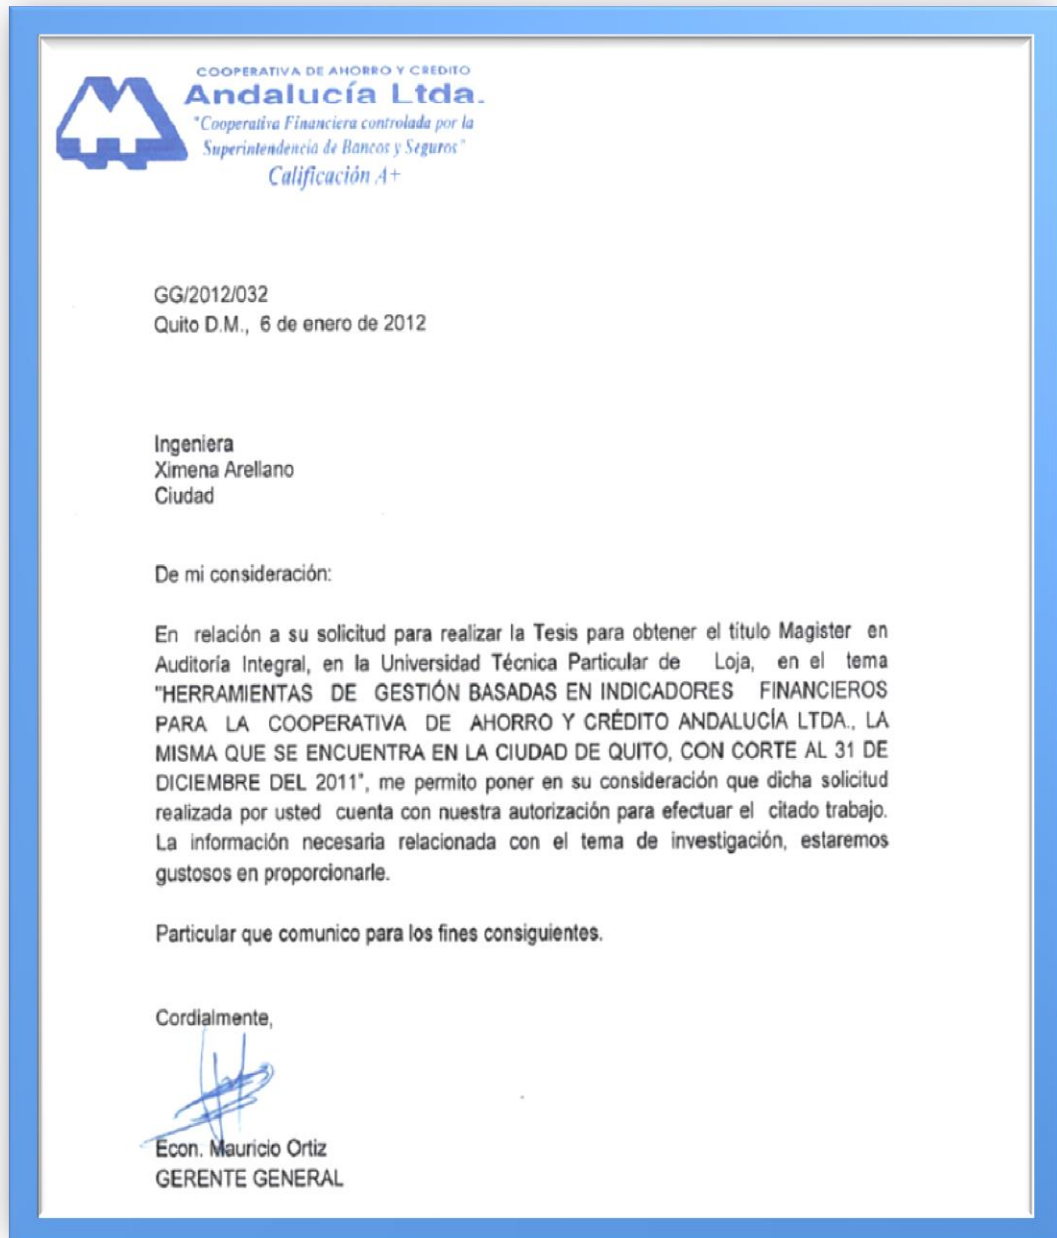 COOPERATIVA DE AHORRO Y CREDITO
Andalucía Ltda.
"Cooperativa Financiera controlada por la
Superintendencia de Bancos y Seguros"
Calificación A+
GG/2012/032
Quito D.M., 6 de enero de 2012
Ingeniera
Ximena Arellano
Ciudad
De mi consideración:
En relación a su solicitud para realizar la Tesis para obtener el título Magister en
Auditoría Integral, en la Universidad Técnica Particular de Loja, en el tema
"HERRAMIENTAS DE GESTIÓN BASADAS EN INDICADORES FINANCIEROS
PARA LA COOPERATIVA DE AHORRO Y CRÉDITO ANDALUCÍA LTDA., LA
MISMA QUE SE ENCUENTRA EN LA CIUDAD DE QUITO, CON CORTE AL 31 DE
DICIEMBRE DEL 2011", me permito poner en su consideración que dicha solicitud
realizada por usted cuenta con nuestra autorización para efectuar el citado trabajo.
La información necesaria relacionada con el tema de investigación, estaremos
gustosos en proporcionarle.
Particular que comunico para los fines consiguientes.
Cordialmente,
Econ. Mauricio Ortiz
GERENTE GENERAL